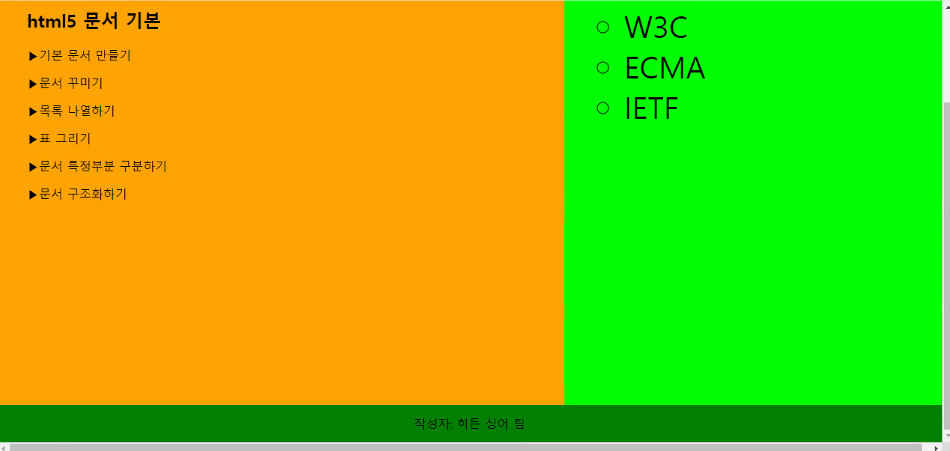 html5 문서 기본
▶기본 문서 만들기
▶문서 꾸미기
▶목록 나열하기
▶표 그리기
▶문서 특정부분 구분하기
▶문서 구조화하기
W3C
ECMA
IETF
작성자: 히든 싱어 팀